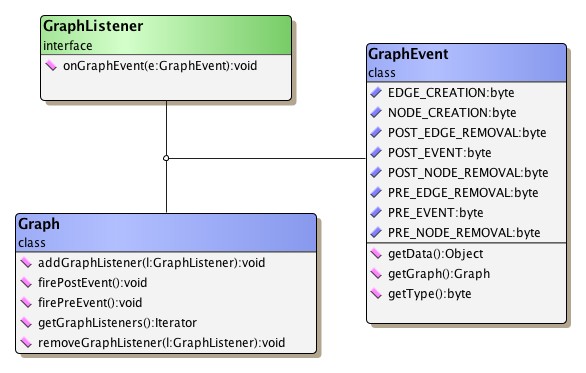 GraphListener
interface
onGraphEvent(e:GraphEvent):void
GraphEvent
class
EDGE_CREATION:byte
NODE_CREATION:byte
POST_EDGE_REMOVAL:byte
POST_EVENT:byte
POST_NODE_REMOVAL:byte
PRE_EDGE_REMOVAL:byte
PRE_EVENT:byte
PRE_NODE_REMOVAL:byte
getData():Object
getGraph():Graph
getType():byte
Graph
class
addGraphListener(l:GraphListener):void
firePostEvent():void
firePreEvent():void
getGraphListeners():Iterator
removeGraphListener(l:GraphListener):void